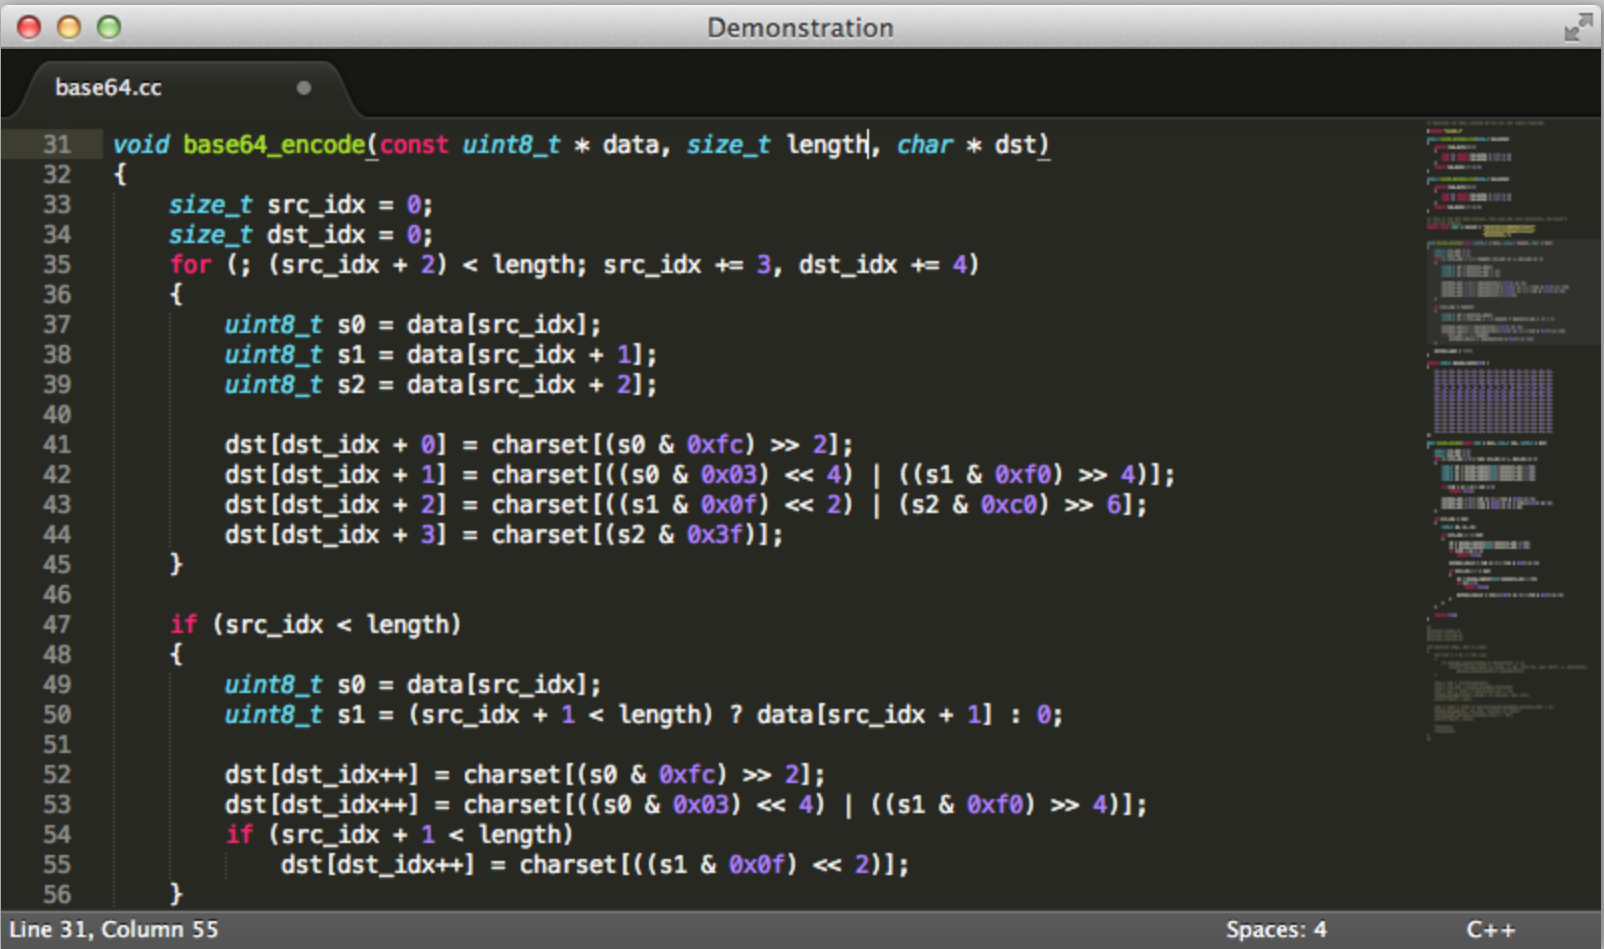 Demonstration
base64.cc
31 void base64_encode(const uint8_t * data, size_t length, char * dst)
32 {
33     size_t src_idx = 0;
34     size_t dst_idx = 0;
35     for (; (src_idx + 2) < length; src_idx += 3, dst_idx += 4)
36     {
37         uint8_t s0 = data[src_idx];
38         uint8_t s1 = data[src_idx + 1];
39         uint8_t s2 = data[src_idx + 2];
40
41         dst[dst_idx + 0] = charset[(s0 & 0xfc) >> 2];
42         dst[dst_idx + 1] = charset[((s0 & 0x03) << 4) | ((s1 & 0xf0) >> 4)];
43         dst[dst_idx + 2] = charset[((s1 & 0x0f) << 2) | (s2 & 0xc0) >> 6];
44         dst[dst_idx + 3] = charset[(s2 & 0x3f)];
45     }
46
47     if (src_idx < length)
48     {
49         uint8_t s0 = data[src_idx];
50         uint8_t s1 = (src_idx + 1 < length) ? data[src_idx + 1] : 0;
51
52         dst[dst_idx++] = charset[(s0 & 0xfc) >> 2];
53         dst[dst_idx++] = charset[((s0 & 0x03) << 4) | ((s1 & 0xf0) >> 4)];
54         if (src_idx + 1 < length)
55             dst[dst_idx++] = charset[((s1 & 0x0f) << 2)];
56     }
Line 31, Column 55 Spaces: 4 C++